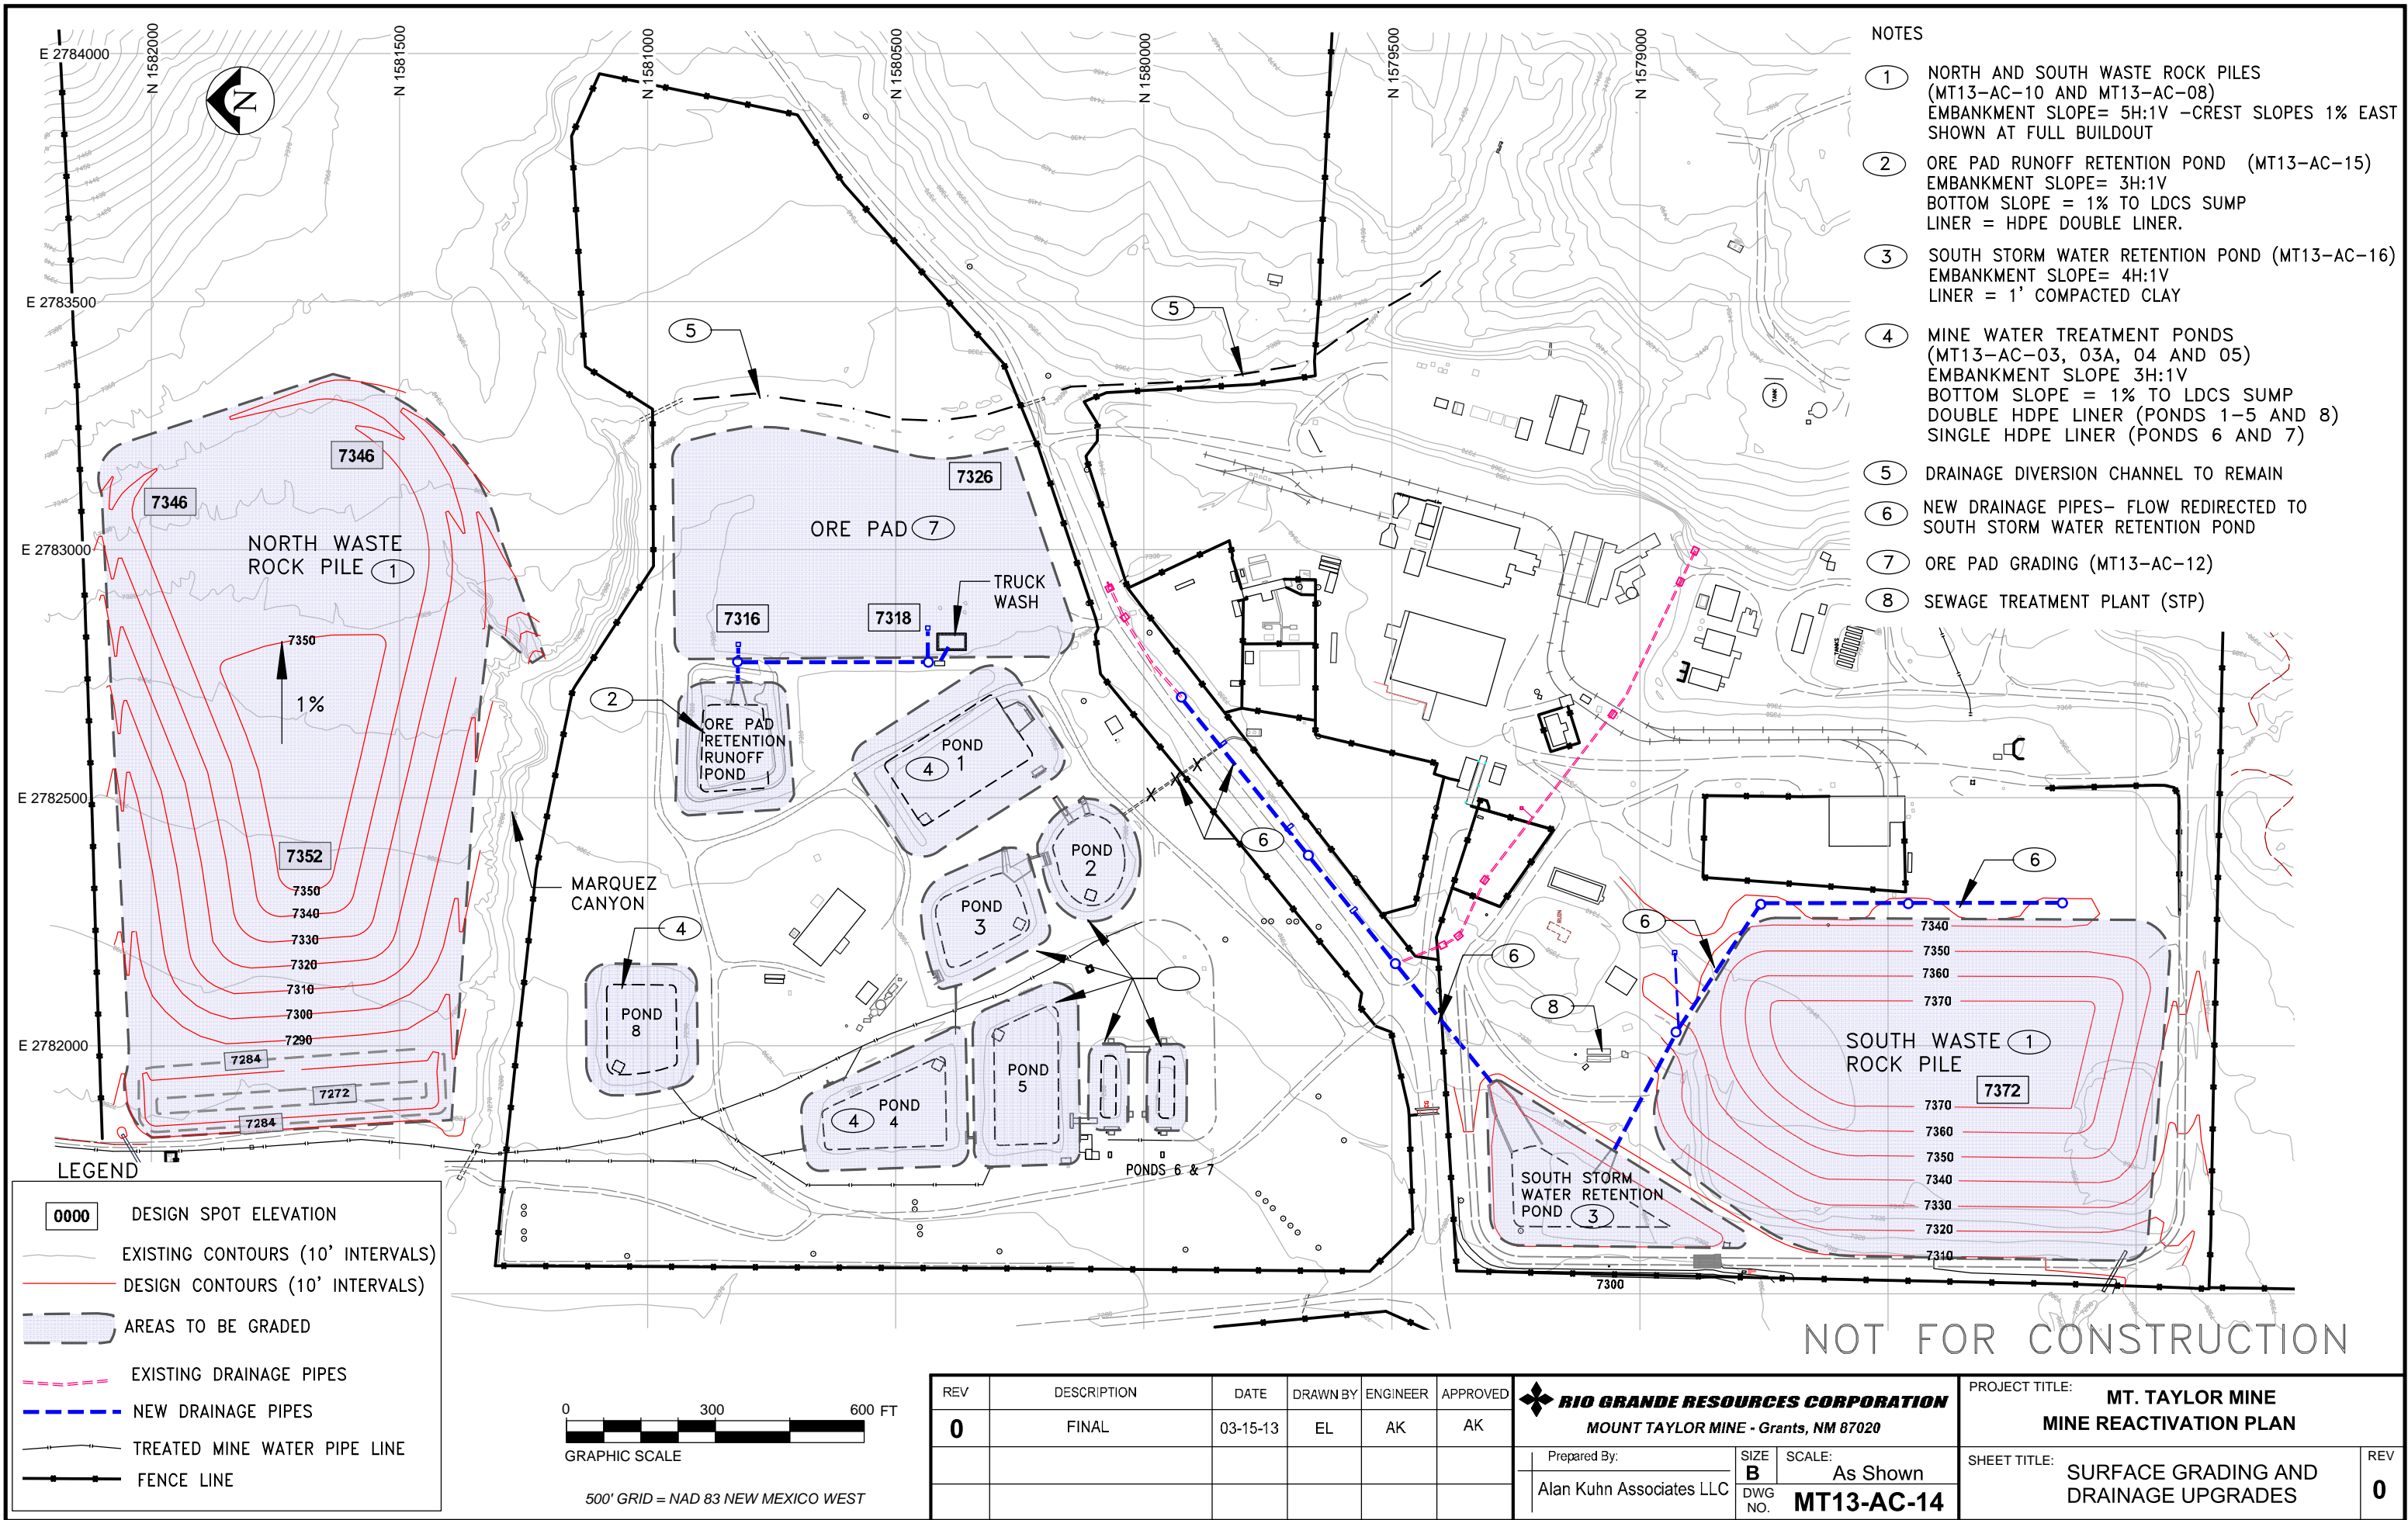 E 2784000
E 2783500
E 2783000
E 2782500
E 2782000
N 1582000
N 1581500
N 1581000
N 1580500
N 1580000
N 1579500
N 1579000
N
NOTES
1 NORTH AND SOUTH WASTE ROCK PILES
(MT13-AC-10 AND MT13-AC-08)
EMBANKMENT SLOPE= 5H:1V -CREST SLOPES 1% EAST
SHOWN AT FULL BUILDOUT
2 ORE PAD RUNOFF RETENTION POND (MT13-AC-15)
EMBANKMENT SLOPE= 3H:1V
BOTTOM SLOPE = 1% TO LDCS SUMP
LINER = HDPE DOUBLE LINER.
3 SOUTH STORM WATER RETENTION POND (MT13-AC-16)
EMBANKMENT SLOPE= 4H:1V
LINER = 1' COMPACTED CLAY
4 MINE WATER TREATMENT PONDS
(MT13-AC-03, 03A, 04 AND 05)
EMBANKMENT SLOPE 3H:1V
BOTTOM SLOPE = 1% TO LDCS SUMP
DOUBLE HDPE LINER (PONDS 1-5 AND 8)
SINGLE HDPE LINER (PONDS 6 AND 7)
5 DRAINAGE DIVERSION CHANNEL TO REMAIN
6 NEW DRAINAGE PIPES- FLOW REDIRECTED TO
SOUTH STORM WATER RETENTION POND
7 ORE PAD GRADING (MT13-AC-12)
8 SEWAGE TREATMENT PLANT (STP)
5
5
7346
7346
NORTH WASTE
ROCK PILE 1
7350
1%
7352
7350
7340
7330
7320
7310
7300
7290
7284
7272
7284
MARQUEZ
CANYON
7326
ORE PAD 7
TRUCK
WASH
7316
7318
2
ORE PAD
RETENTION
RUNOFF
POND
POND
1
4
POND
2
POND
3
4
POND
8
POND
4
4
POND
5
PONDS 6 & 7
6
6
6
6
8
TANK
TANKS
7340
7350
7360
7370
SOUTH WASTE
ROCK PILE 1
7372
7370
7360
7350
7340
7330
7320
7310
7300
SOUTH STORM
WATER RETENTION
POND 3
LEGEND
0000 DESIGN SPOT ELEVATION
EXISTING CONTOURS (10' INTERVALS)
DESIGN CONTOURS (10' INTERVALS)
AREAS TO BE GRADED
EXISTING DRAINAGE PIPES
NEW DRAINAGE PIPES
TREATED MINE WATER PIPE LINE
FENCE LINE
0 300 600 FT
GRAPHIC SCALE
500' GRID = NAD 83 NEW MEXICO WEST
NOT FOR CONSTRUCTION
REV DESCRIPTION DATE DRAWN BY ENGINEER APPROVED
0 FINAL 03-15-13 EL AK AK
RIO GRANDE RESOURCES CORPORATION
MOUNT TAYLOR MINE - Grants, NM 87020
Prepared By:
Alan Kuhn Associates LLC
SIZE
B
SCALE:
As Shown
DWG
NO.
MT13-AC-14
PROJECT TITLE:
MT. TAYLOR MINE
MINE REACTIVATION PLAN
SHEET TITLE:
SURFACE GRADING AND
DRAINAGE UPGRADES
REV
0